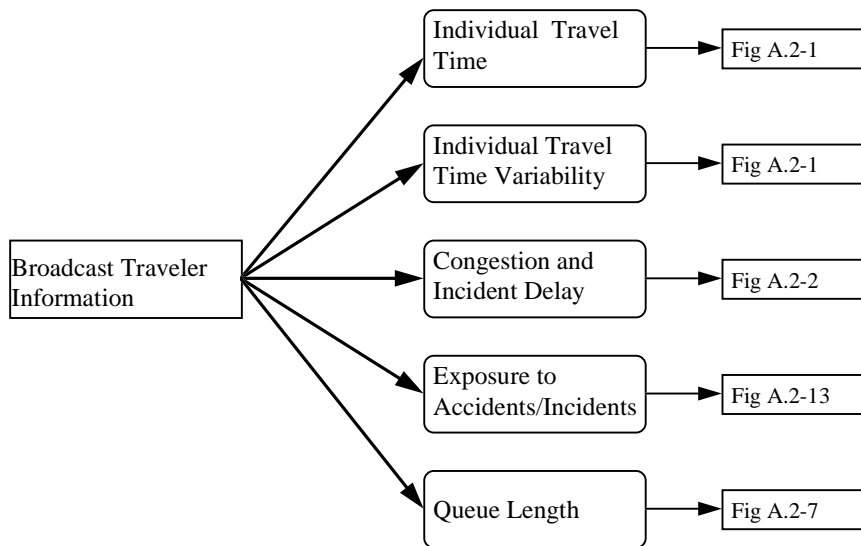 Individual Travel
Time
Fig A.2-1
Individual Travel
Time Variability
Fig A.2-1
Broadcast Traveler
Information
Congestion and
Incident Delay
Fig A.2-2
Exposure to
Accidents/Incidents
Fig A.2-13
Queue Length
Fig A.2-7